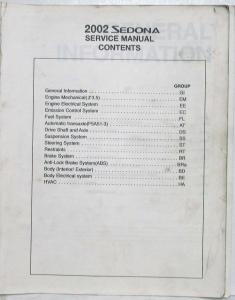 2002 SEDONA
SERVICE MANUAL
CONTENTS
GROUP
General Information GI
Engine Mechanical(J3.5) EM
Engine Electrical System EE
Emission Control System EC
Fuel System FL
Automatic transaxle(F5A51-3) AT
Drive Shaft and Axle DS
Suspension System SS
Steering System ST
Restraints RT
Brake System BR
Anti-Lock Brake System(ABS) BRa
Body (Interior/ Exterior) BD
Body Electrical system BE
HVAC HA